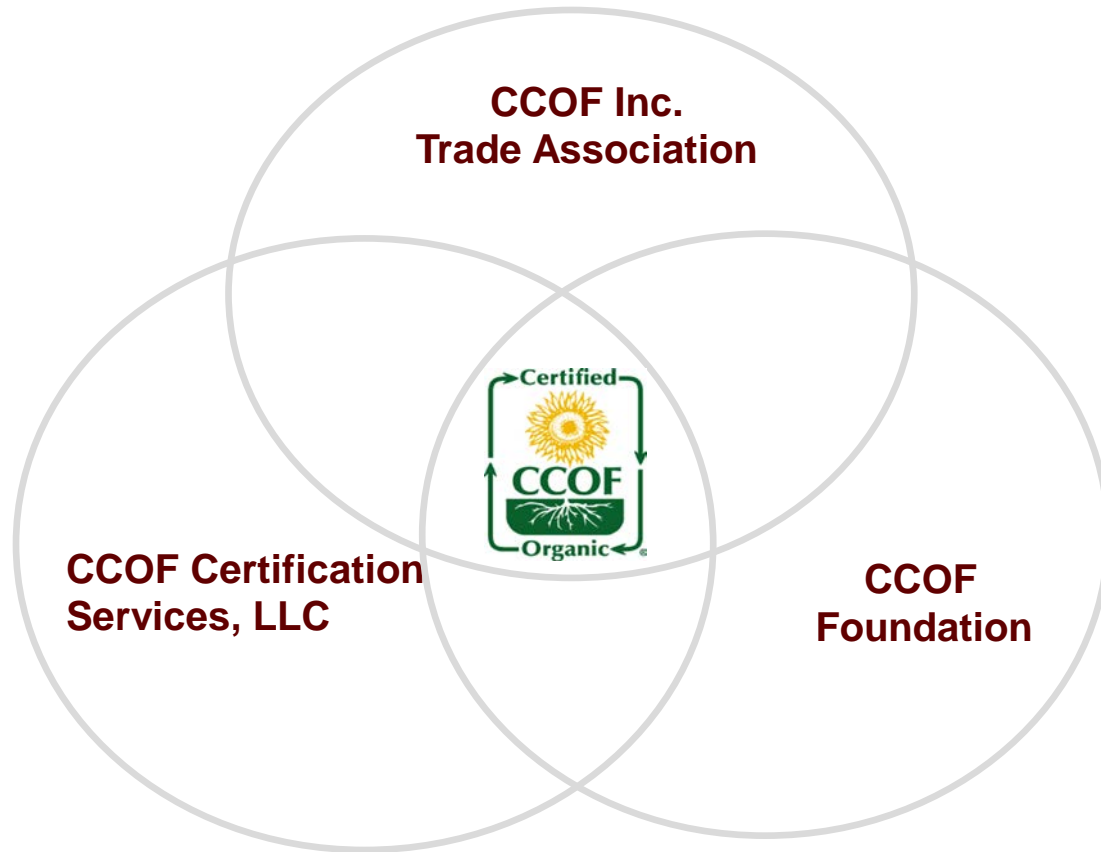 CCOF Inc.
Trade Association
Certified
CCOF
Organic
®
CCOF Certification
Services, LLC
CCOF
Foundation